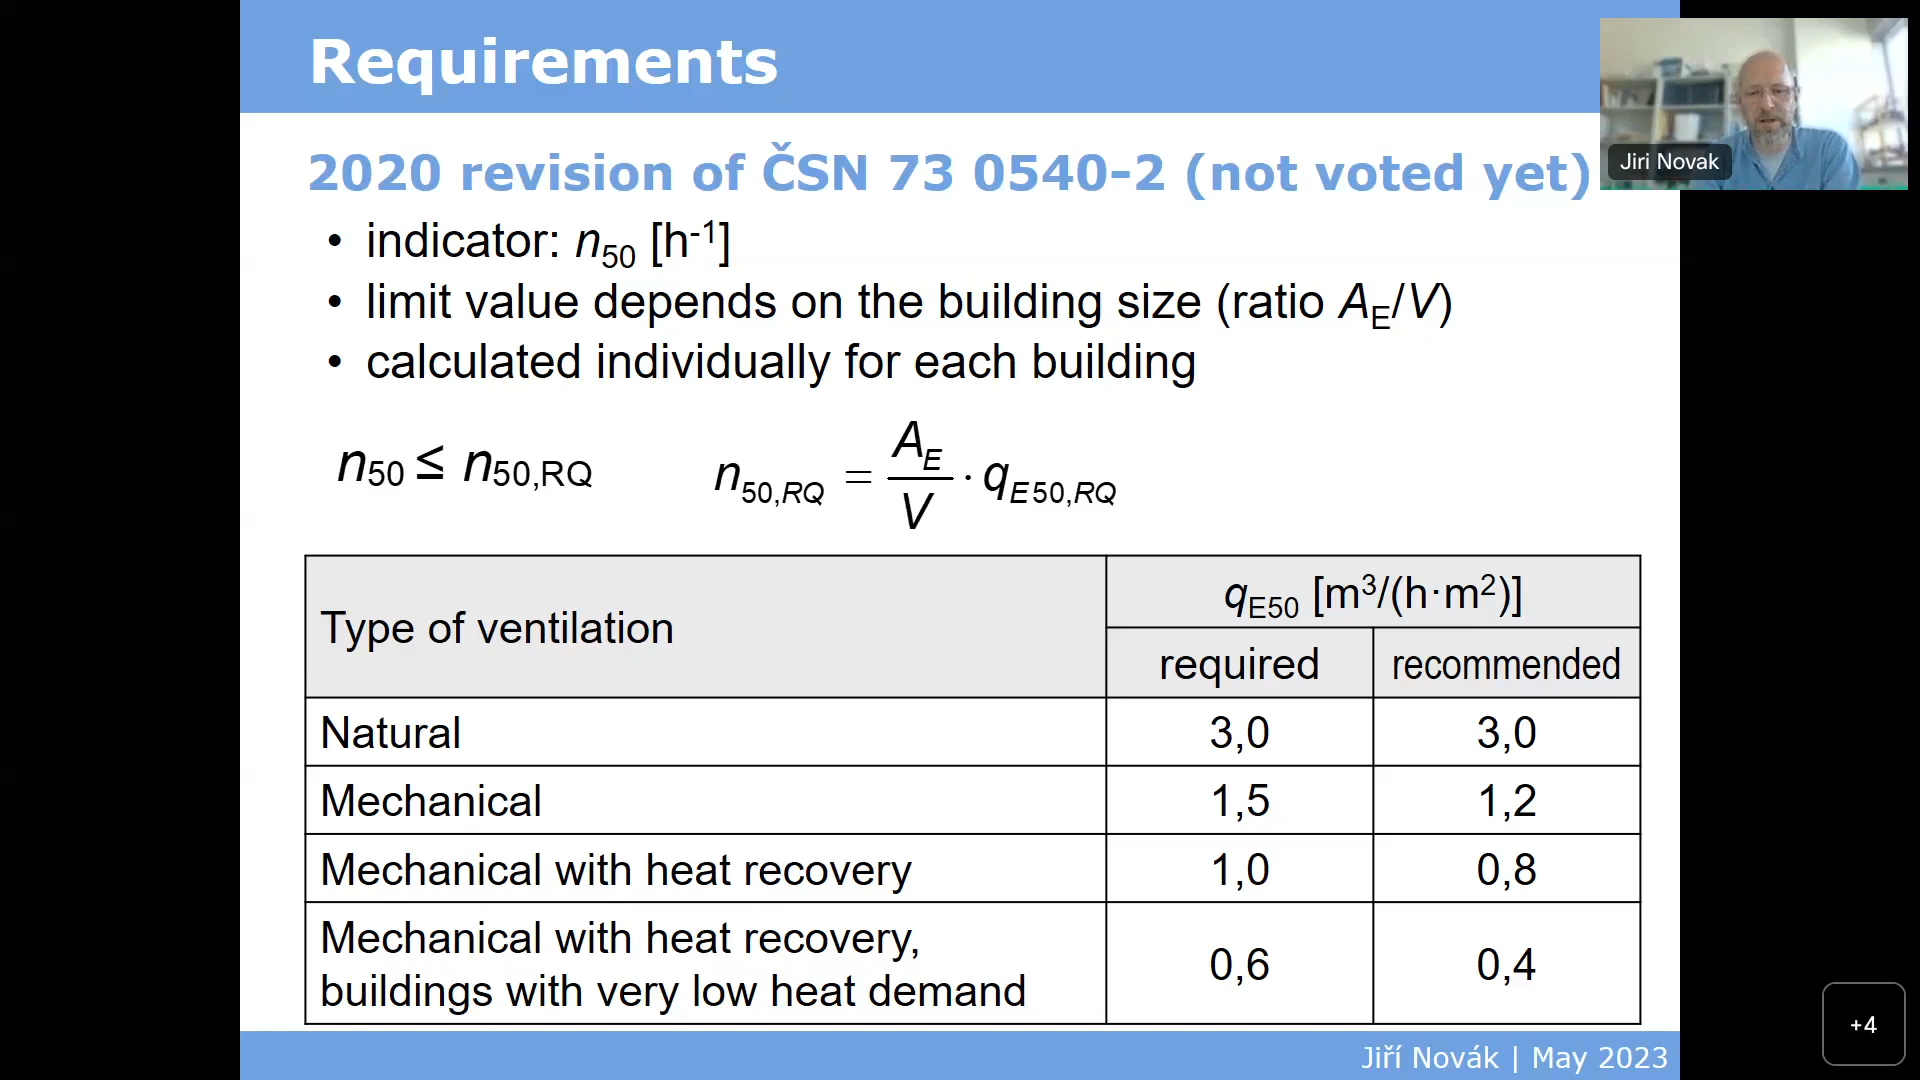 Requirements
2020 revision of ČSN 73 0540-2 (not voted yet)
Jiri Novak
• indicator: n50 [h-1]
• limit value depends on the building size (ratio AE/V)
• calculated individually for each building
n50 ≤ n50,RQ    n50,RQ = AE/V · qE50,RQ
Type of ventilation    qE50 [m3/(h·m2)]
required    recommended
Natural    3,0    3,0
Mechanical    1,5    1,2
Mechanical with heat recovery    1,0    0,8
Mechanical with heat recovery,
buildings with very low heat demand    0,6    0,4
Jiří Novák | May 2023
+4